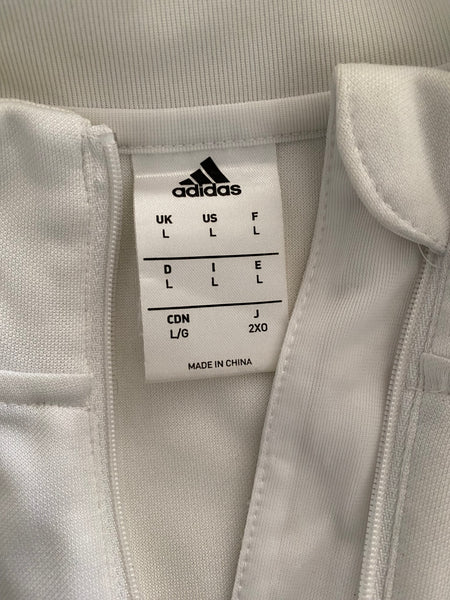 adidas
UK US F
L L L
D I E
L L L
CDN J
L/G 2XO
MADE IN CHINA